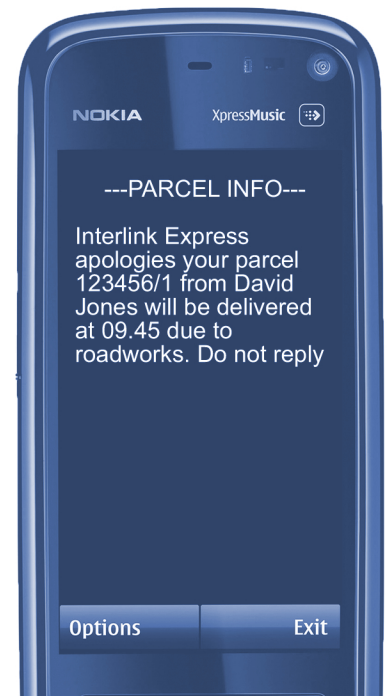 NOKIA XpressMusic
---PARCEL INFO---
Interlink Express
apologies your parcel
123456/1 from David
Jones will be delivered
at 09.45 due to
roadworks. Do not reply
Options Exit